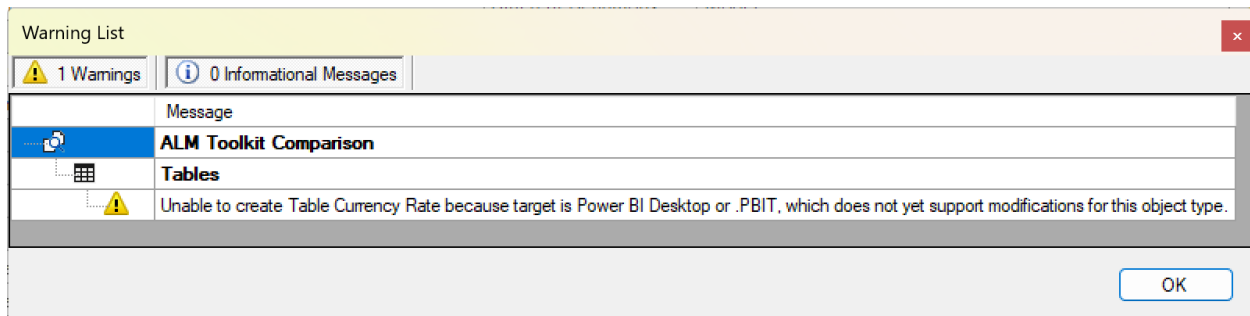 Warning List
1 Warnings
0 Informational Messages
Message
ALM Toolkit Comparison
Tables
Unable to create Table Currency Rate because target is Power BI Desktop or .PBIT, which does not yet support modifications for this object type.
OK